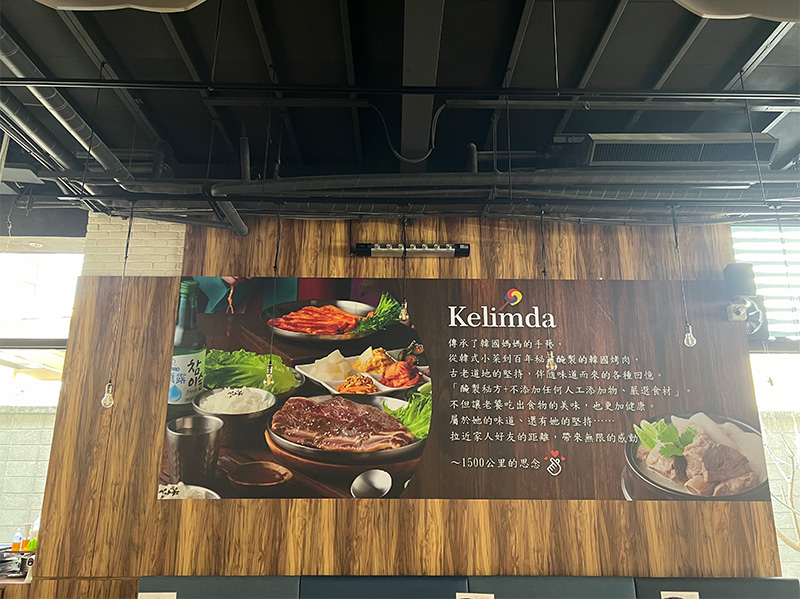 Kelimda
傳承了韓國媽媽的手藝,
從韓式小菜到百年秘 醃製的韓國烤肉,
古老道地的堅持,伴隨味道而來的各種回憶。
「醃製秘方+不添加任何人工添加物、嚴選食材」,
不但讓老饕吃出食物的美味,也更加健康。
屬於她的味道、還有她的堅持……
拉近家人好友的距離,帶來無限的感動
～1500公里的思念
참이슬
露